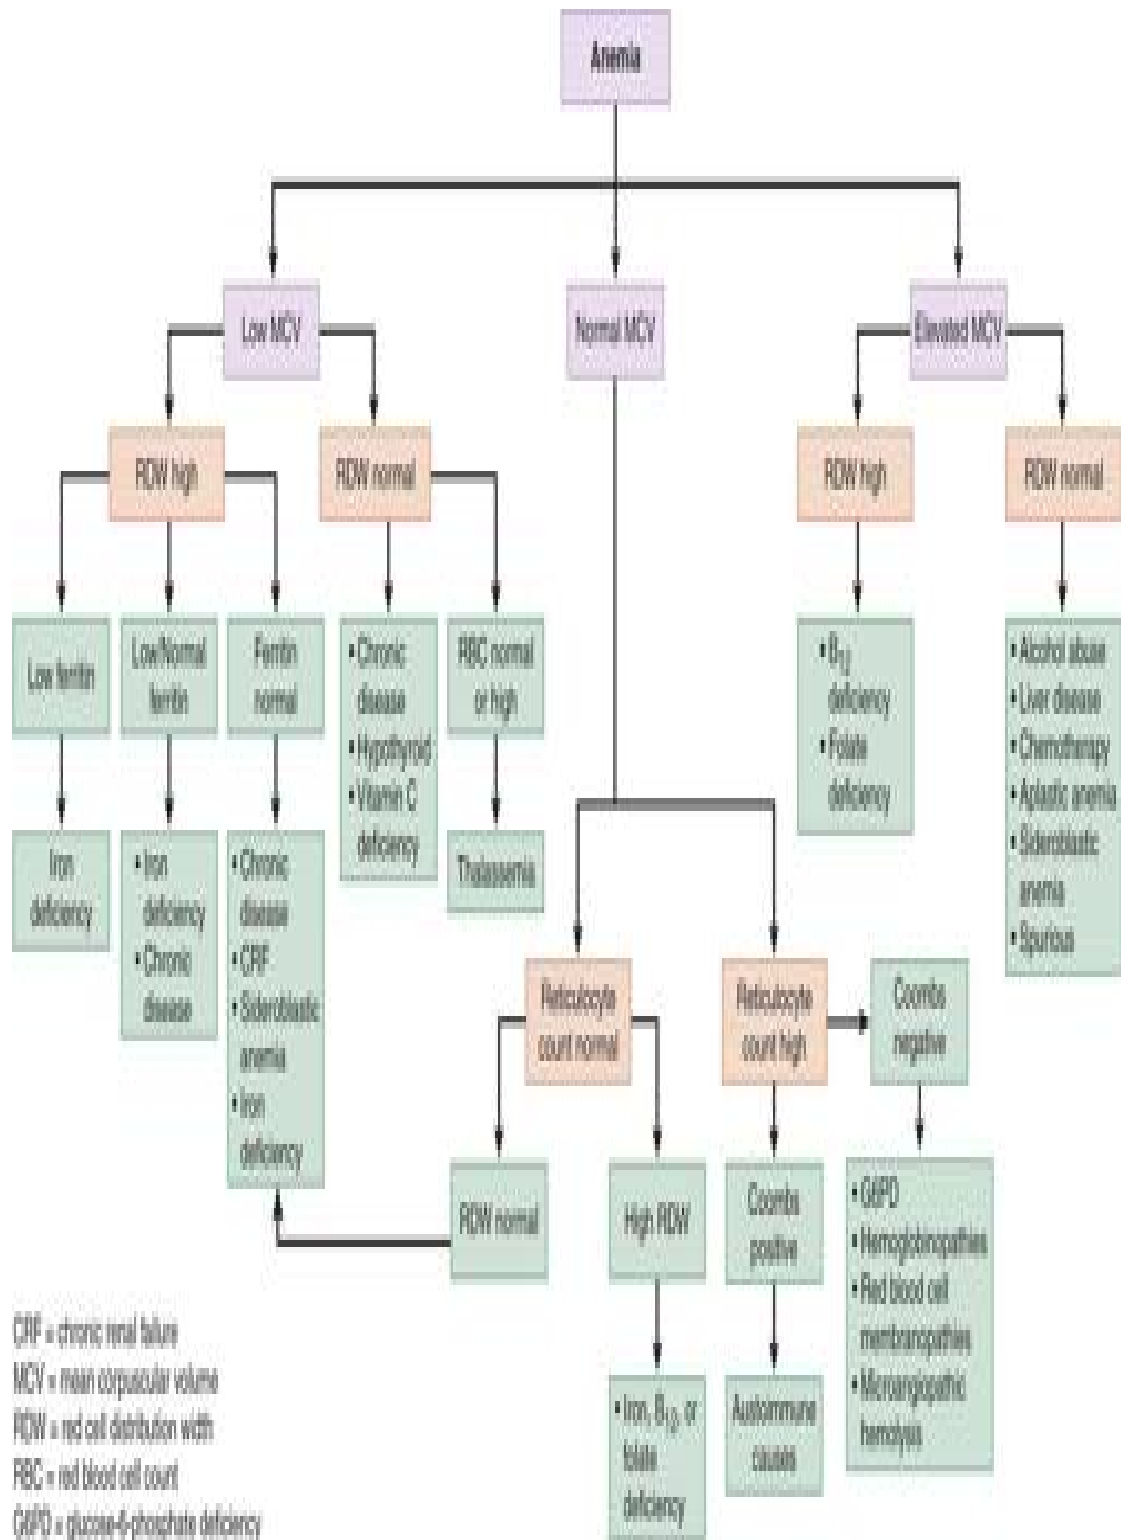 Anemia
Low MCV
Normal MCV
Elevated MCV
RDW high
RDW normal
RDW high
RDW normal
Low ferritin
Low/Normal
ferritin
Ferritin
normal
• Chronic
disease
• Hypothyroid
• Vitamin C
deficiency
RBC normal
or high
• B12
deficiency
• Folate
deficiency
• Alcohol abuse
• Liver disease
• Chemotherapy
• Aplastic anemia
• Sideroblastic
anemia
• Spurious
Iron
deficiency
• Iron
deficiency
• Chronic
disease
• Chronic
disease
• CRF
• Sideroblastic
anemia
• Iron
deficiency
Thalassemia
Reticulocyte
count normal
Reticulocyte
count high
Coombs
negative
RDW normal
High RDW
Coombs
positive
• G6PD
• Hemoglobinopathies
• Red blood cell
membranopathies
• Microangiopathic
hemolysis
• Iron, B12, or
folate
deficiency
Autoimmune
causes
CRF = chronic renal failure
MCV = mean corpuscular volume
RDW = red cell distribution width
RBC = red blood cell count
G6PD = glucose-6-phosphate deficiency